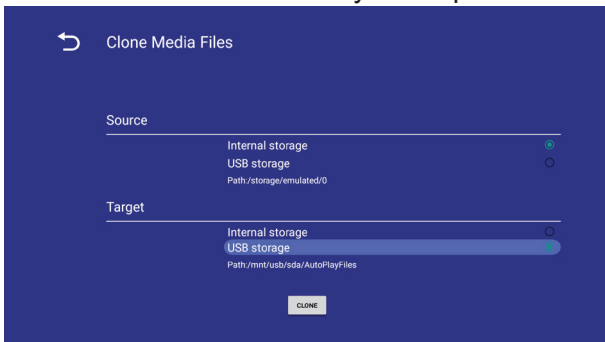 Clone Media Files
Source
Internal storage
USB storage
Path:/storage/emulated/0
Target
Internal storage
USB storage
Path:/mnt/usb/sda/AutoPlayFiles
CLONE